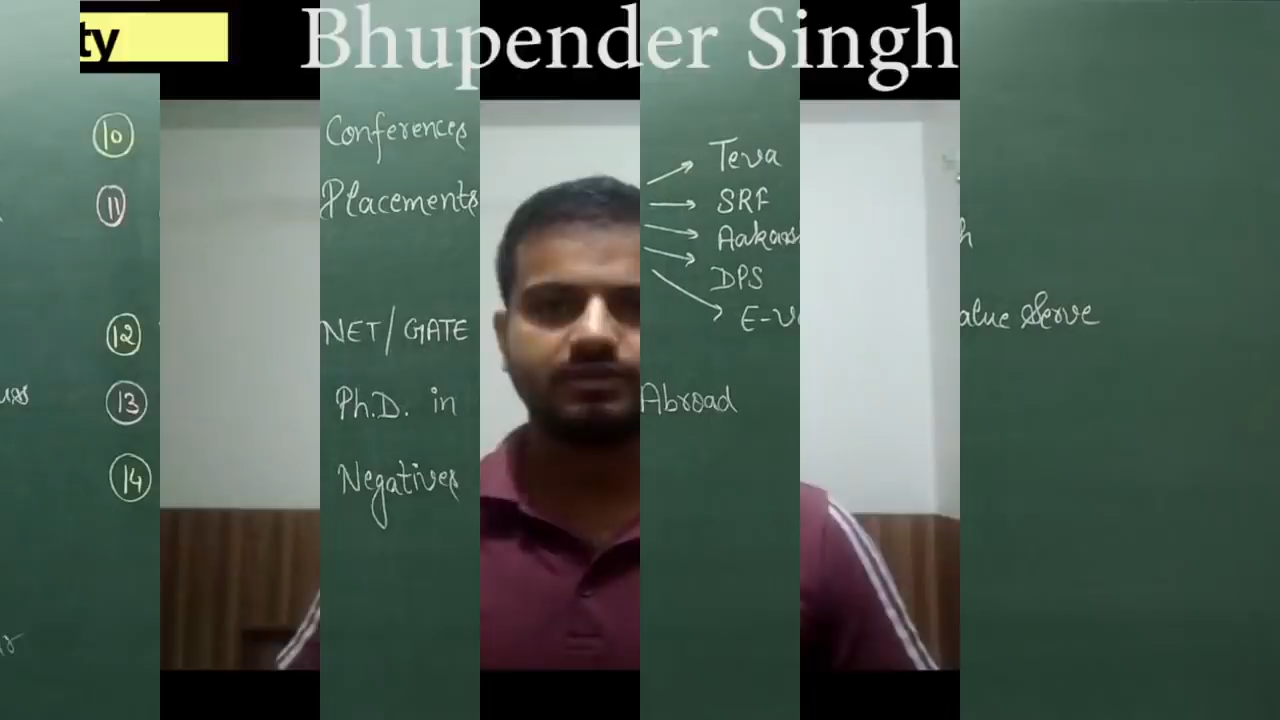 ty
Bhupender Singh
10 Conferences
11 Placements
Teva
SRF
Aakash
DPS
12 NET/GATE
13 Ph.D. in Abroad
14 Negatives